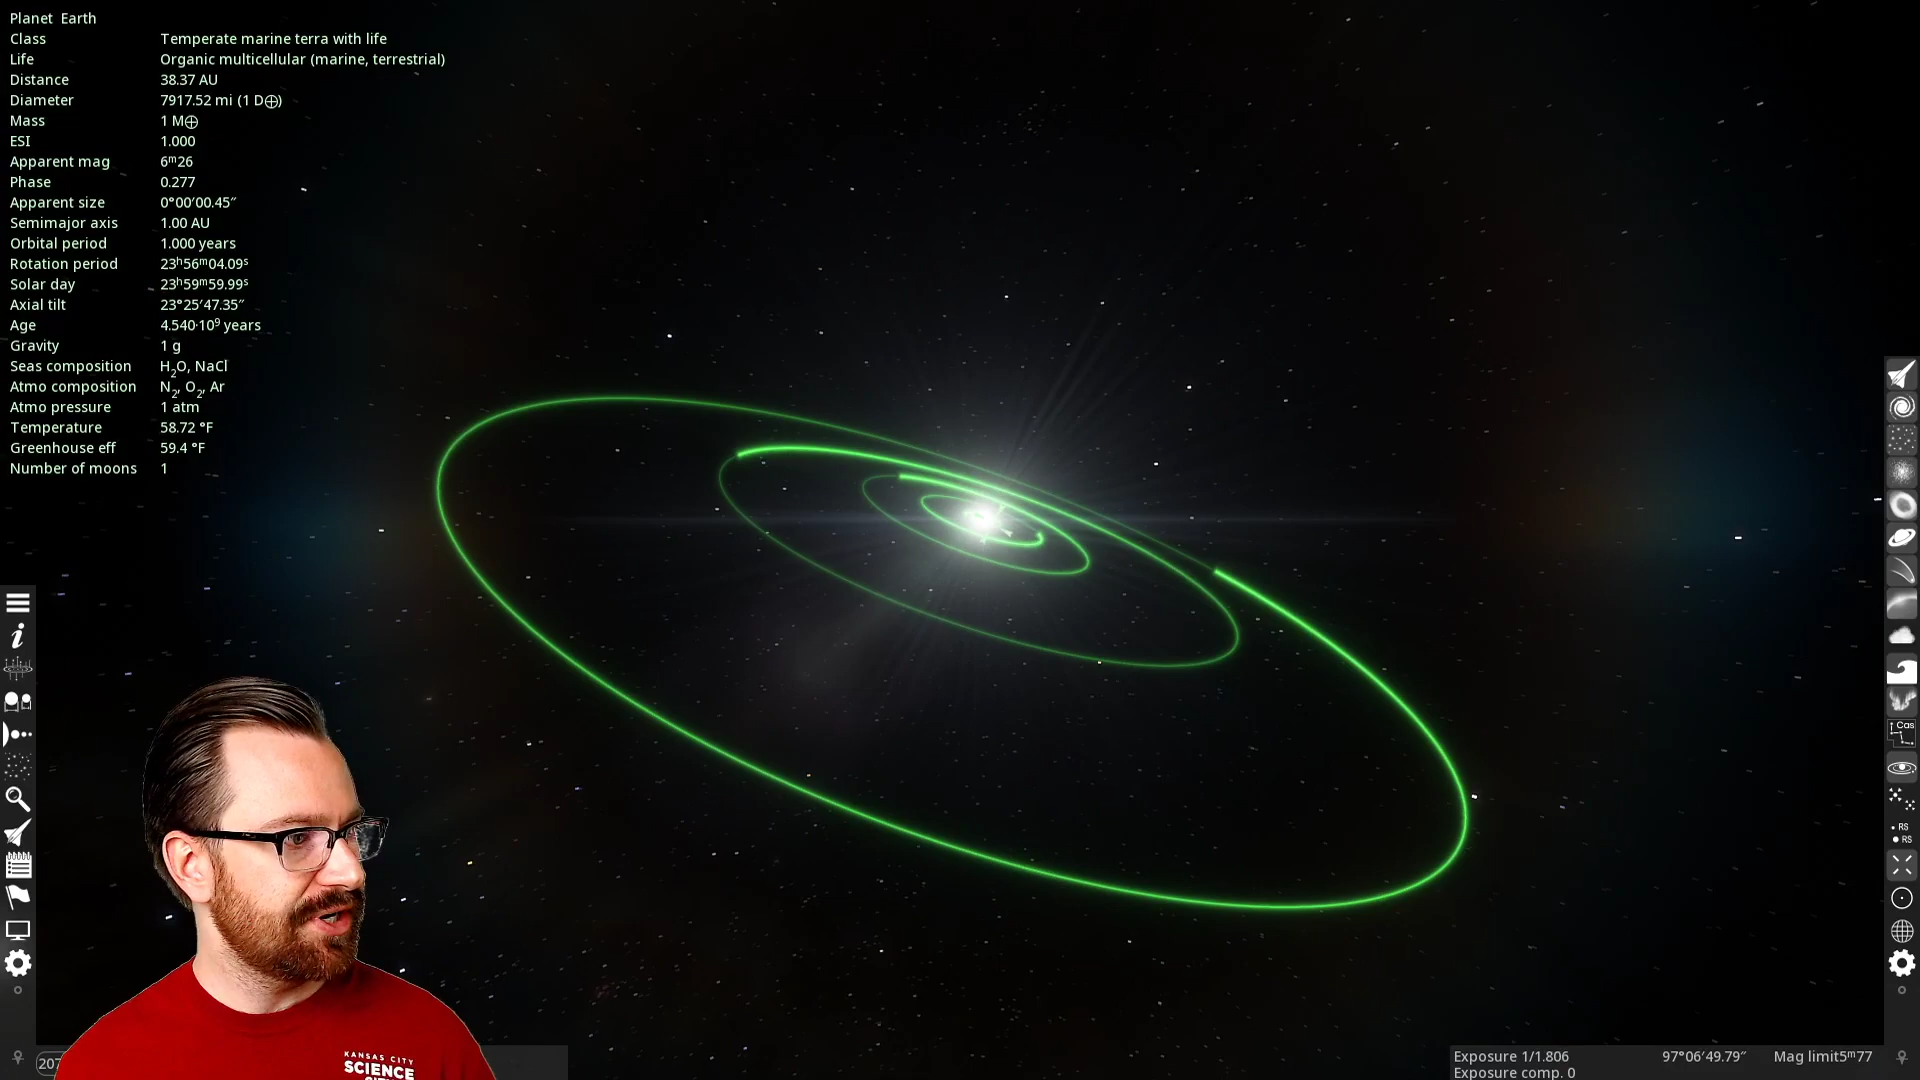 Planet Earth
Class Temperate marine terra with life
Life Organic multicellular (marine, terrestrial)
Distance 38.37 AU
Diameter 7917.52 mi (1 D⊕)
Mass 1 M⊕
ESI 1.000
Apparent mag 6ᵐ26
Phase 0.277
Apparent size 0°00′00.45″
Semimajor axis 1.00 AU
Orbital period 1.000 years
Rotation period 23ʰ56ᵐ04.09ˢ
Solar day 23ʰ59ᵐ59.99ˢ
Axial tilt 23°25′47.35″
Age 4.540·10⁹ years
Gravity 1 g
Seas composition H₂O, NaCl
Atmo composition N₂, O₂, Ar
Atmo pressure 1 atm
Temperature 58.72 °F
Greenhouse eff 59.4 °F
Number of moons 1
Cas
RS
RS
KANSAS CITY
SCIENCE
207
Exposure 1/1.806 97°06′49.79″ Mag limit5ᵐ77
Exposure comp. 0